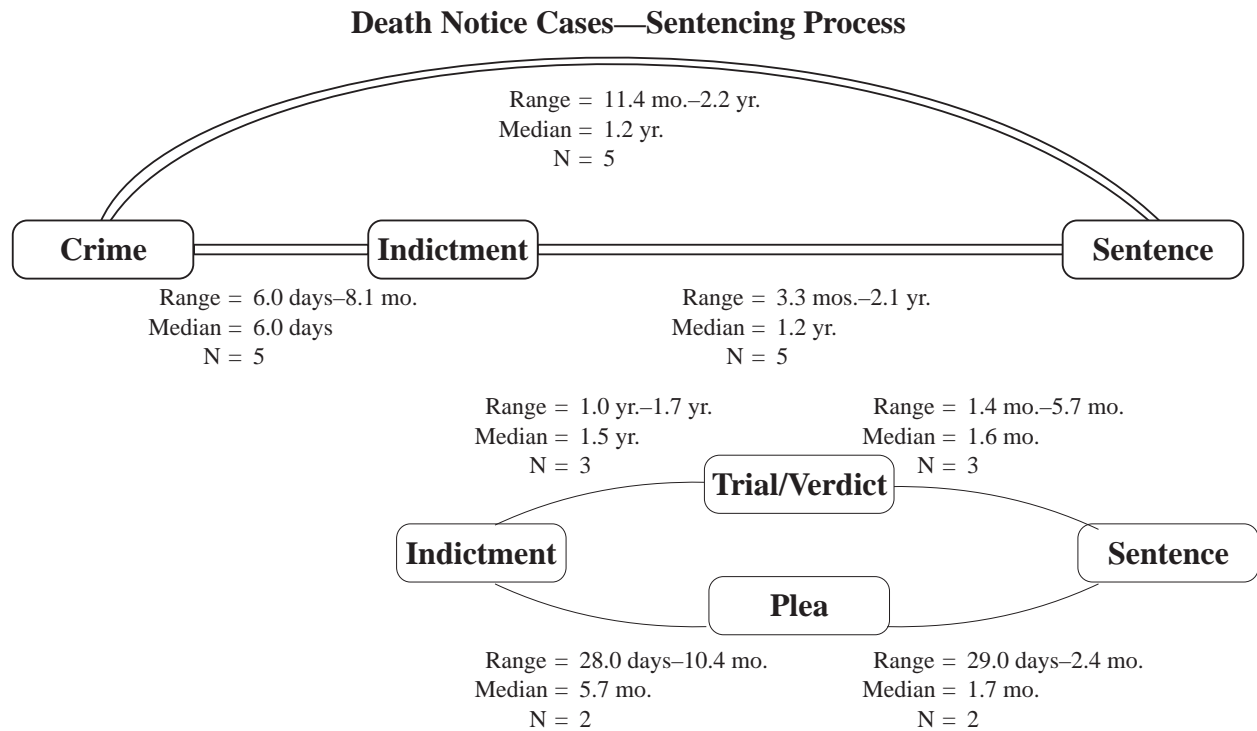 Death Notice Cases—Sentencing Process
Range = 11.4 mo.–2.2 yr.
Median = 1.2 yr.
N = 5
Crime
Indictment
Sentence
Range = 6.0 days–8.1 mo.
Median = 6.0 days
N = 5
Range = 3.3 mos.–2.1 yr.
Median = 1.2 yr.
N = 5
Range = 1.0 yr.–1.7 yr.
Median = 1.5 yr.
N = 3
Range = 1.4 mo.–5.7 mo.
Median = 1.6 mo.
N = 3
Trial/Verdict
Indictment
Sentence
Plea
Range = 28.0 days–10.4 mo.
Median = 5.7 mo.
N = 2
Range = 29.0 days–2.4 mo.
Median = 1.7 mo.
N = 2